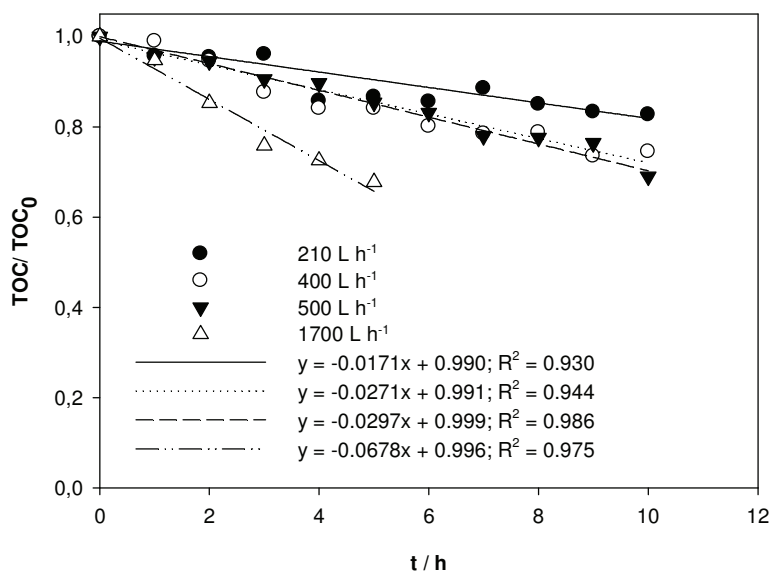 1,0
0,8
0,6
0,4
0,2
0,0
TOC/ TOC₀
210 L h⁻¹
400 L h⁻¹
500 L h⁻¹
1700 L h⁻¹
y = -0.0171x + 0.990; R² = 0.930
y = -0.0271x + 0.991; R² = 0.944
y = -0.0297x + 0.999; R² = 0.986
y = -0.0678x + 0.996; R² = 0.975
0 2 4 6 8 10 12
t / h